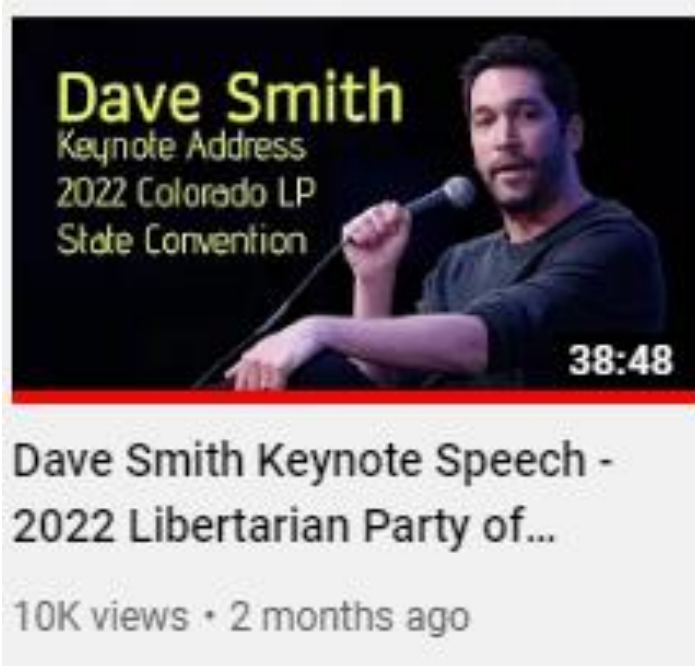 Dave Smith
Keynote Address
2022 Colorado LP
State Convention
38:48
Dave Smith Keynote Speech -
2022 Libertarian Party of...
10K views • 2 months ago